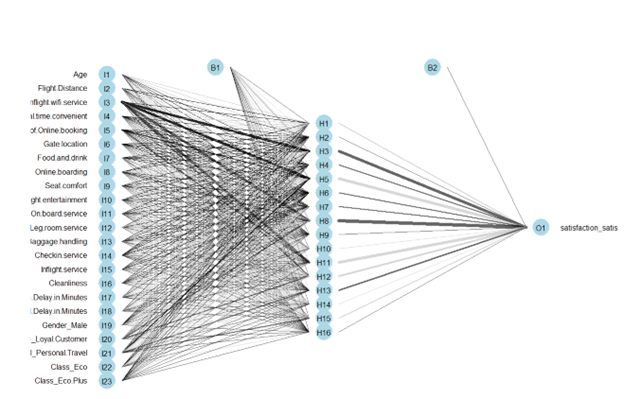 B1
B2
Age I1
Flight.Distance I2
nflight.wifi.service I3
al.time.convenient I4
of.Online.booking I5
Gate.location I6
Food.and.drink I7
Online.boarding I8
Seat.comfort I9
ght.entertainment I10
On.board.service I11
Leg.room.service I12
aggage.handling I13
Checkin.service I14
Inflight.service I15
Cleanliness I16
Delay.in.Minutes I17
.Delay.in.Minutes I18
Gender_Male I19
_Loyal.Customer I20
l_Personal.Travel I21
Class_Eco I22
Class_Eco.Plus I23
H1
H2
H3
H4
H5
H6
H7
H8
H9
H10
H11
H12
H13
H14
H15
H16
O1 satisfaction_satis